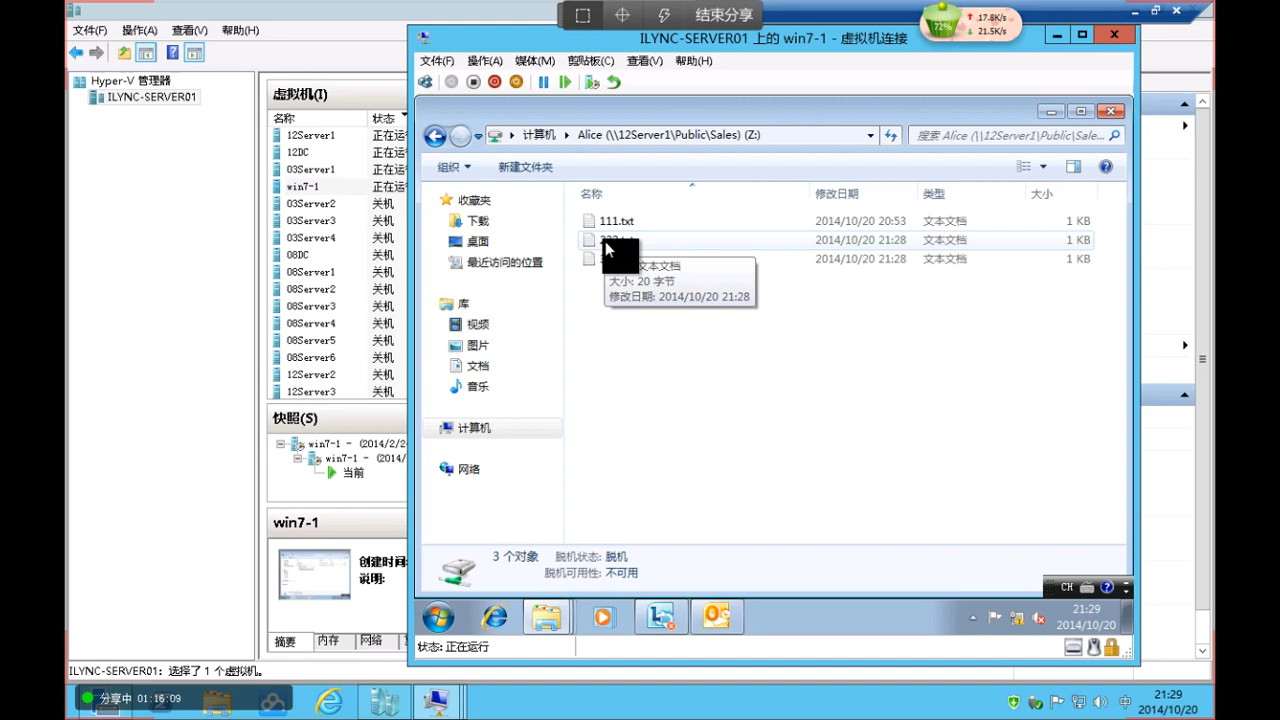 结束分享
72%
17.8K/s
21.5K/s
文件(F) 操作(A) 查看(V) 帮助(H)
Hyper-V 管理器
ILYNC-SERVER01
虚拟机(I)
名称 状态
12Server1 正在运
12DC 正在运
03Server1 正在运
win7-1 正在运
03Server2 关机
03Server3 关机
03Server4 关机
08DC 关机
08Server1 关机
08Server2 关机
08Server3 关机
08Server4 关机
08Server5 关机
08Server6 关机
12Server2 关机
12Server3 关机
快照(S)
win7-1 - (2014/2/2
win7-1 - (2014/
当前
win7-1
创建时间:
说明:
摘要 内存 网络
ILYNC-SERVER01: 选择了 1 个虚拟机。
ILYNC-SERVER01 上的 win7-1 - 虚拟机连接
文件(F) 操作(A) 媒体(M) 剪贴板(C) 查看(V) 帮助(H)
计算机 Alice (\\12Server1\Public\Sales) (Z:)
搜索 Alice (\\12Server1\Public\Sale...
组织 新建文件夹
收藏夹
下载
桌面
最近访问的位置
库
视频
图片
文档
音乐
计算机
网络
名称 修改日期 类型 大小
111.txt 2014/10/20 20:53 文本文档 1 KB
2014/10/20 21:28 文本文档 1 KB
2014/10/20 21:28 文本文档 1 KB
文本文档
大小: 20 字节
修改日期: 2014/10/20 21:28
3 个对象 脱机状态: 脱机
脱机可用性: 不可用
CH
21:29
2014/10/20
状态: 正在运行
分享中 01:16:09
中
21:29
2014/10/20